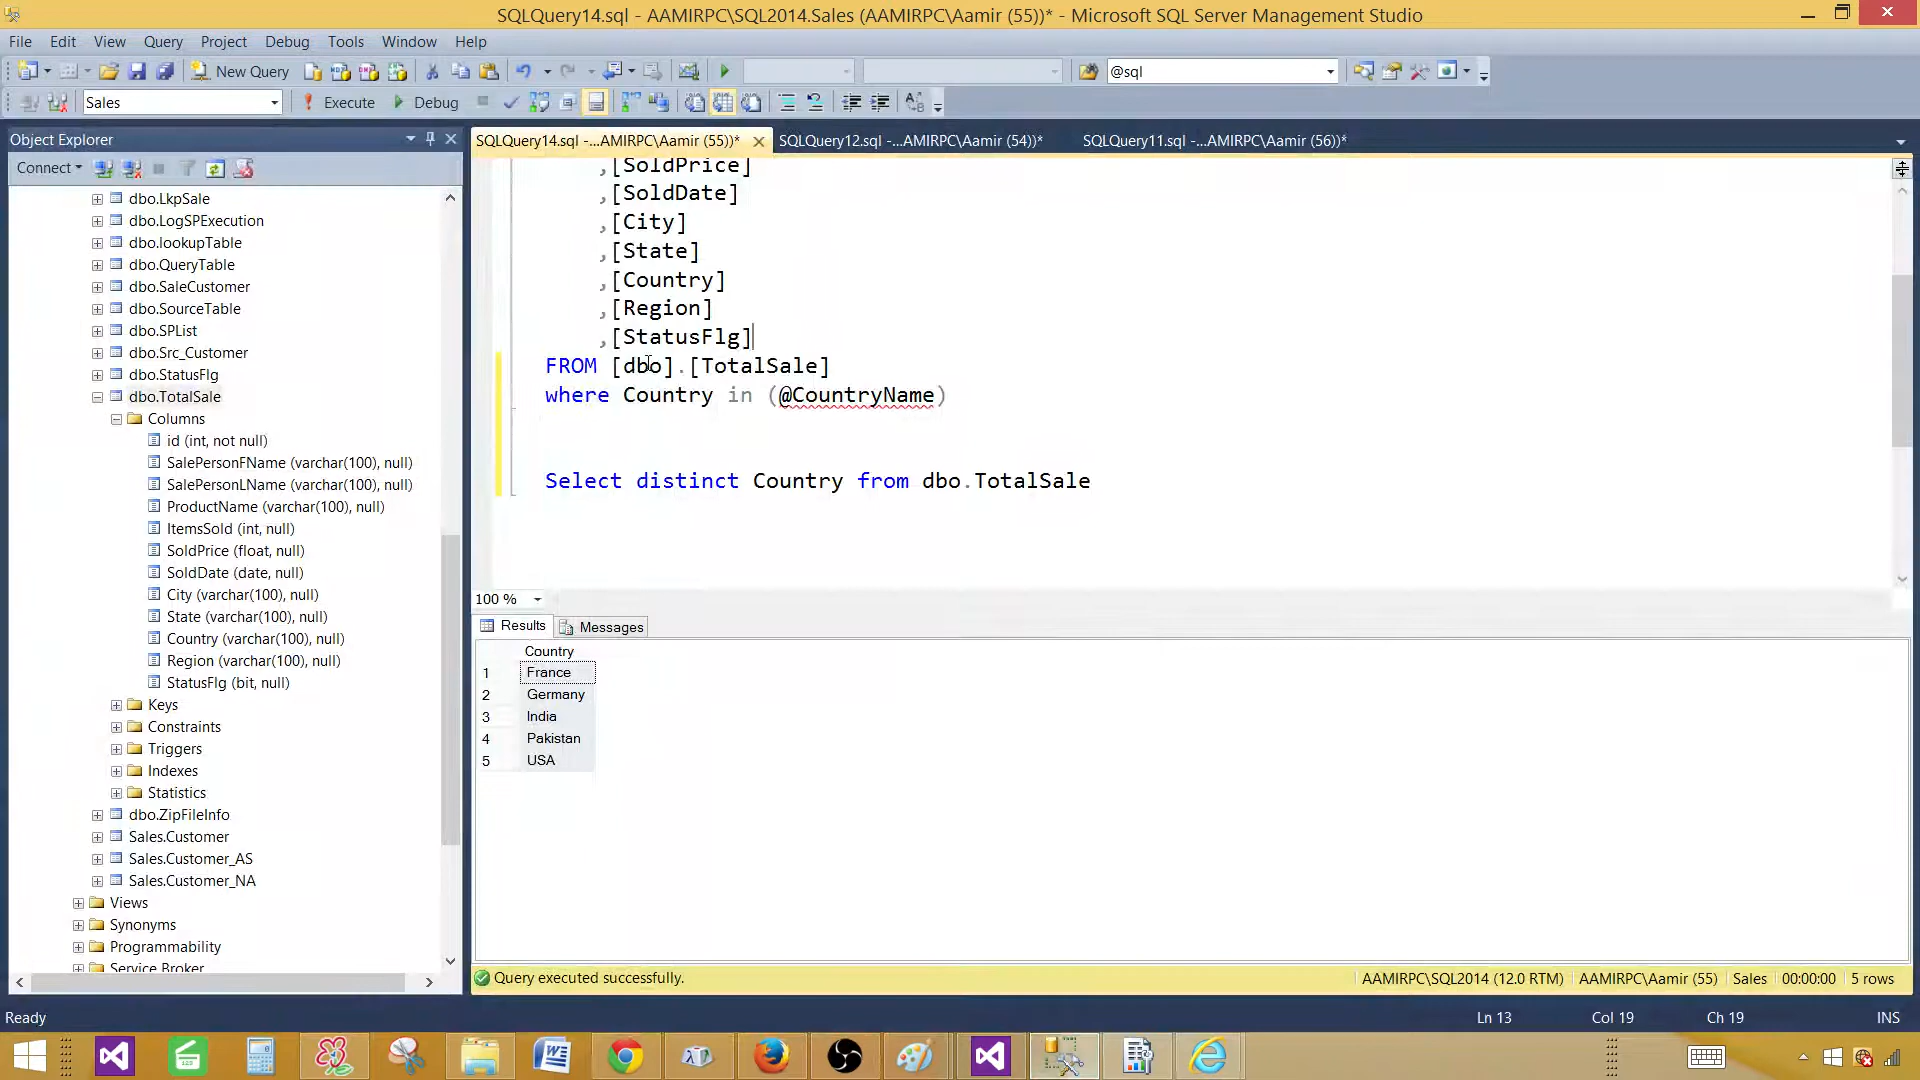 SQLQuery14.sql - AAMIRPC\SQL2014.Sales (AAMIRPC\Aamir (55))* - Microsoft SQL Server Management Studio
File Edit View Query Project Debug Tools Window Help
New Query @sql
Sales Execute Debug
Object Explorer
SQLQuery14.sql -...AMIRPC\Aamir (55))* SQLQuery12.sql -...AMIRPC\Aamir (54))* SQLQuery11.sql -...AMIRPC\Aamir (56))*
Connect
dbo.LkpSale
dbo.LogSPExecution
dbo.lookupTable
dbo.QueryTable
dbo.SaleCustomer
dbo.SourceTable
dbo.SPList
dbo.Src_Customer
dbo.StatusFlg
dbo.TotalSale
Columns
id (int, not null)
SalePersonFName (varchar(100), null)
SalePersonLName (varchar(100), null)
ProductName (varchar(100), null)
ItemsSold (int, null)
SoldPrice (float, null)
SoldDate (date, null)
City (varchar(100), null)
State (varchar(100), null)
Country (varchar(100), null)
Region (varchar(100), null)
StatusFlg (bit, null)
Keys
Constraints
Triggers
Indexes
Statistics
dbo.ZipFileInfo
Sales.Customer
Sales.Customer_AS
Sales.Customer_NA
Views
Synonyms
Programmability
Service Broker
,[SoldPrice]
,[SoldDate]
,[City]
,[State]
,[Country]
,[Region]
,[StatusFlg]
FROM [dbo].[TotalSale]
where Country in (@CountryName)
Select distinct Country from dbo.TotalSale
100 %
Results Messages
Country
1 France
2 Germany
3 India
4 Pakistan
5 USA
Query executed successfully. AAMIRPC\SQL2014 (12.0 RTM) AAMIRPC\Aamir (55) Sales 00:00:00 5 rows
Ready Ln 13 Col 19 Ch 19 INS